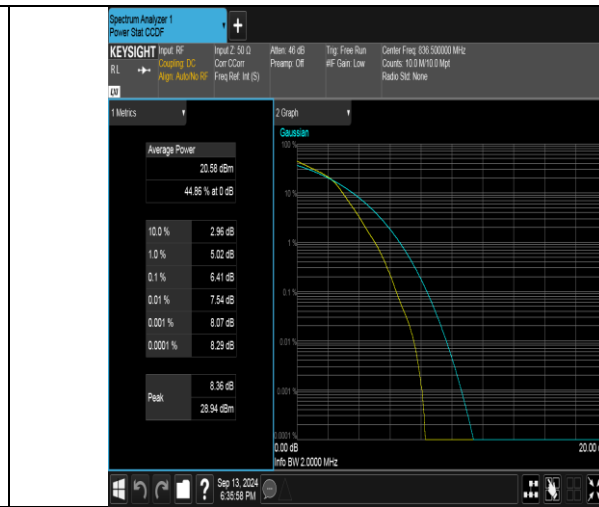 Spectrum Analyzer 1
Power Stat CCDF
+
KEYSIGHT Input: RF Input Z: 50 Ω Atten: 46 dB Trig: Free Run Center Freq: 836.500000 MHz
RL Coupling: DC Corr CCorr Preamp: Off #IF Gain: Low Counts: 10.0 M/10.0 Mpt
Align: Auto/No RF Freq Ref: Int (S) Radio Std: None
LXI
1 Metrics
2 Graph
Gaussian
Average Power
20.58 dBm
44.86 % at 0 dB
10.0 % 2.96 dB
1.0 % 5.02 dB
0.1 % 6.41 dB
0.01 % 7.54 dB
0.001 % 8.07 dB
0.0001 % 8.29 dB
Peak
8.36 dB
28.94 dBm
100 %
10 %
1 %
0.1 %
0.01 %
0.001 %
0.0001 %
0.00 dB 20.00
Info BW 2.0000 MHz
?
Sep 13, 2024
6:35:58 PM